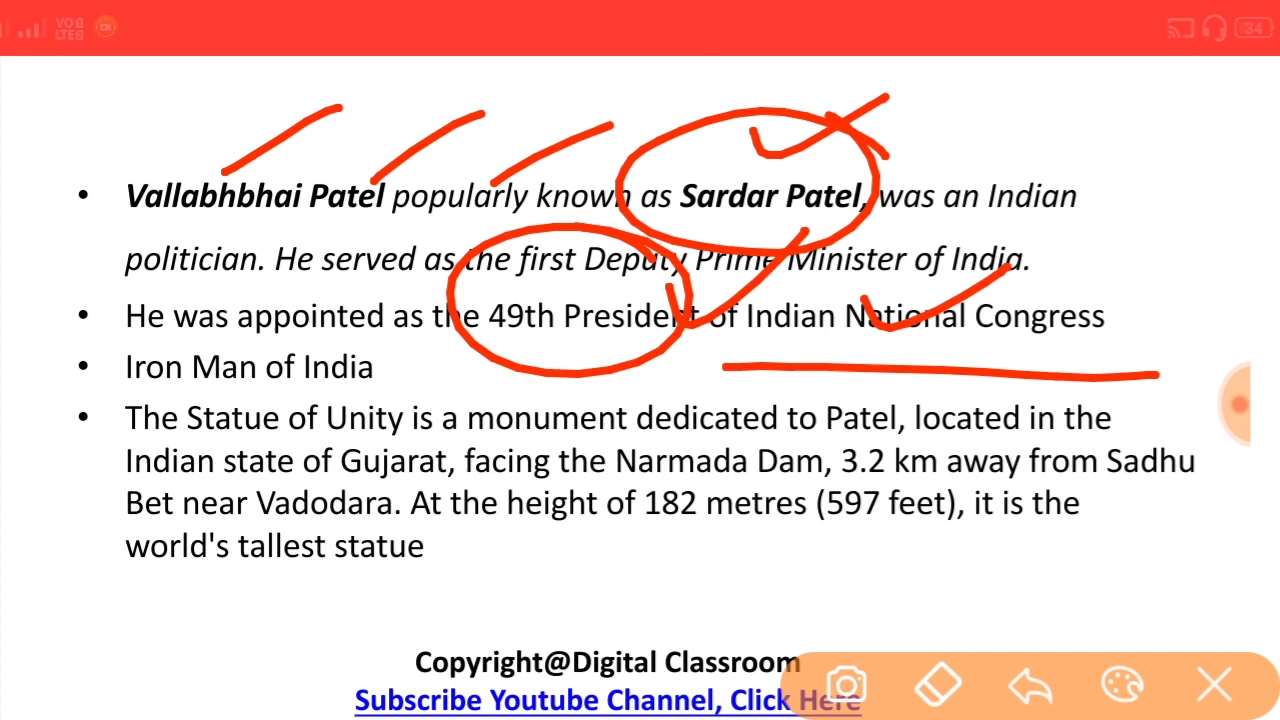 VO LTE 34
• Vallabhbhai Patel popularly known as Sardar Patel, was an Indian
politician. He served as the first Deputy Prime Minister of India.
• He was appointed as the 49th President of Indian National Congress
• Iron Man of India
• The Statue of Unity is a monument dedicated to Patel, located in the
Indian state of Gujarat, facing the Narmada Dam, 3.2 km away from Sadhu
Bet near Vadodara. At the height of 182 metres (597 feet), it is the
world's tallest statue
Copyright@Digital Classroom
Subscribe Youtube Channel, Click Here